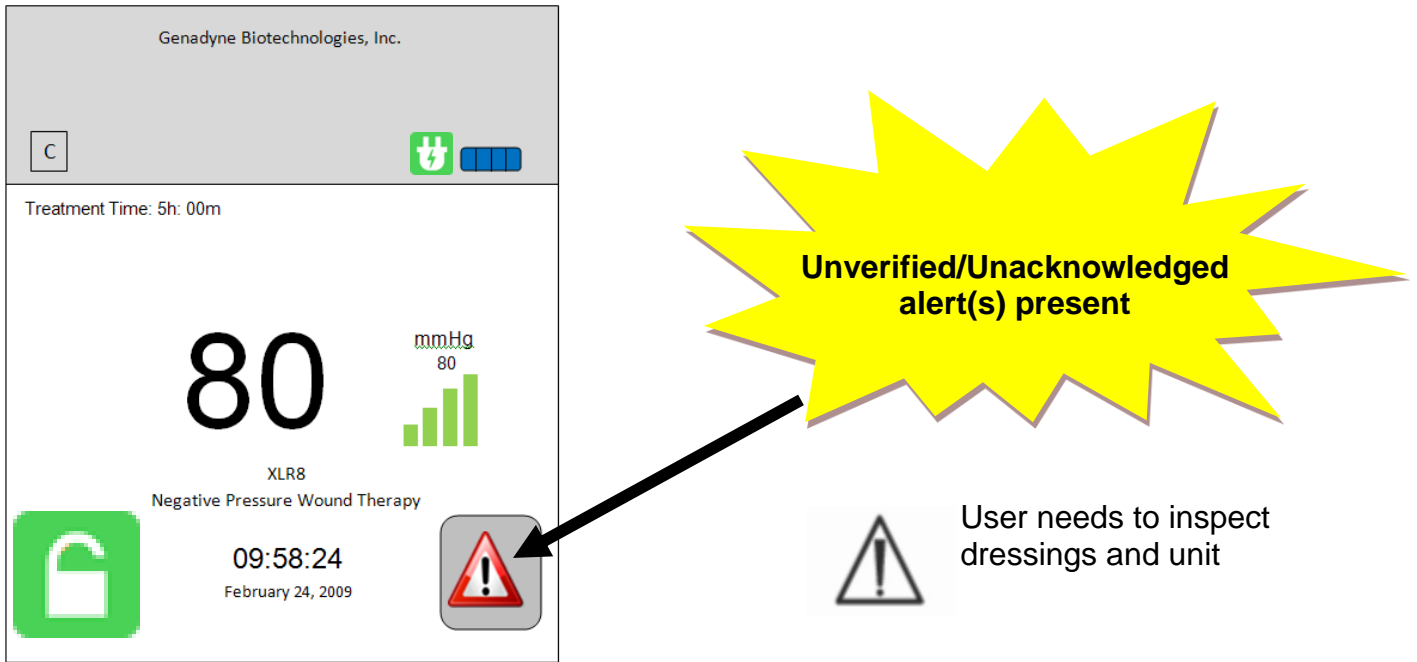 Genadyne Biotechnologies, Inc.
C
Treatment Time: 5h: 00m
80
mmHg
80
XLR8
Negative Pressure Wound Therapy
09:58:24
February 24, 2009
Unverified/Unacknowledged
alert(s) present
User needs to inspect
dressings and unit